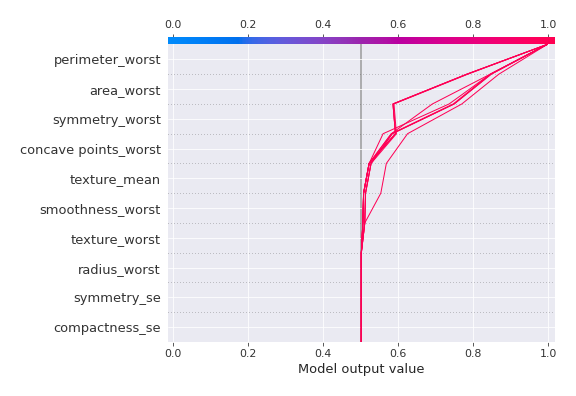 0.0 0.2 0.4 0.6 0.8 1.0
perimeter_worst
area_worst
symmetry_worst
concave points_worst
texture_mean
smoothness_worst
texture_worst
radius_worst
symmetry_se
compactness_se
0.0 0.2 0.4 0.6 0.8 1.0
Model output value